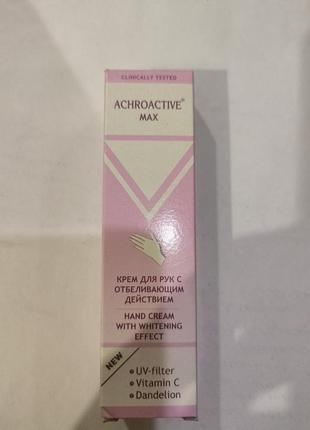 CLINICALLY TESTED
ACHROACTIVE®
MAX
КРЕМ ДЛЯ РУК С
ОТБЕЛИВАЮЩИМ
ДЕЙСТВИЕМ
HAND CREAM
WITH WHITENING
EFFECT
NEW
• UV-filter
• Vitamin C
• Dandelion